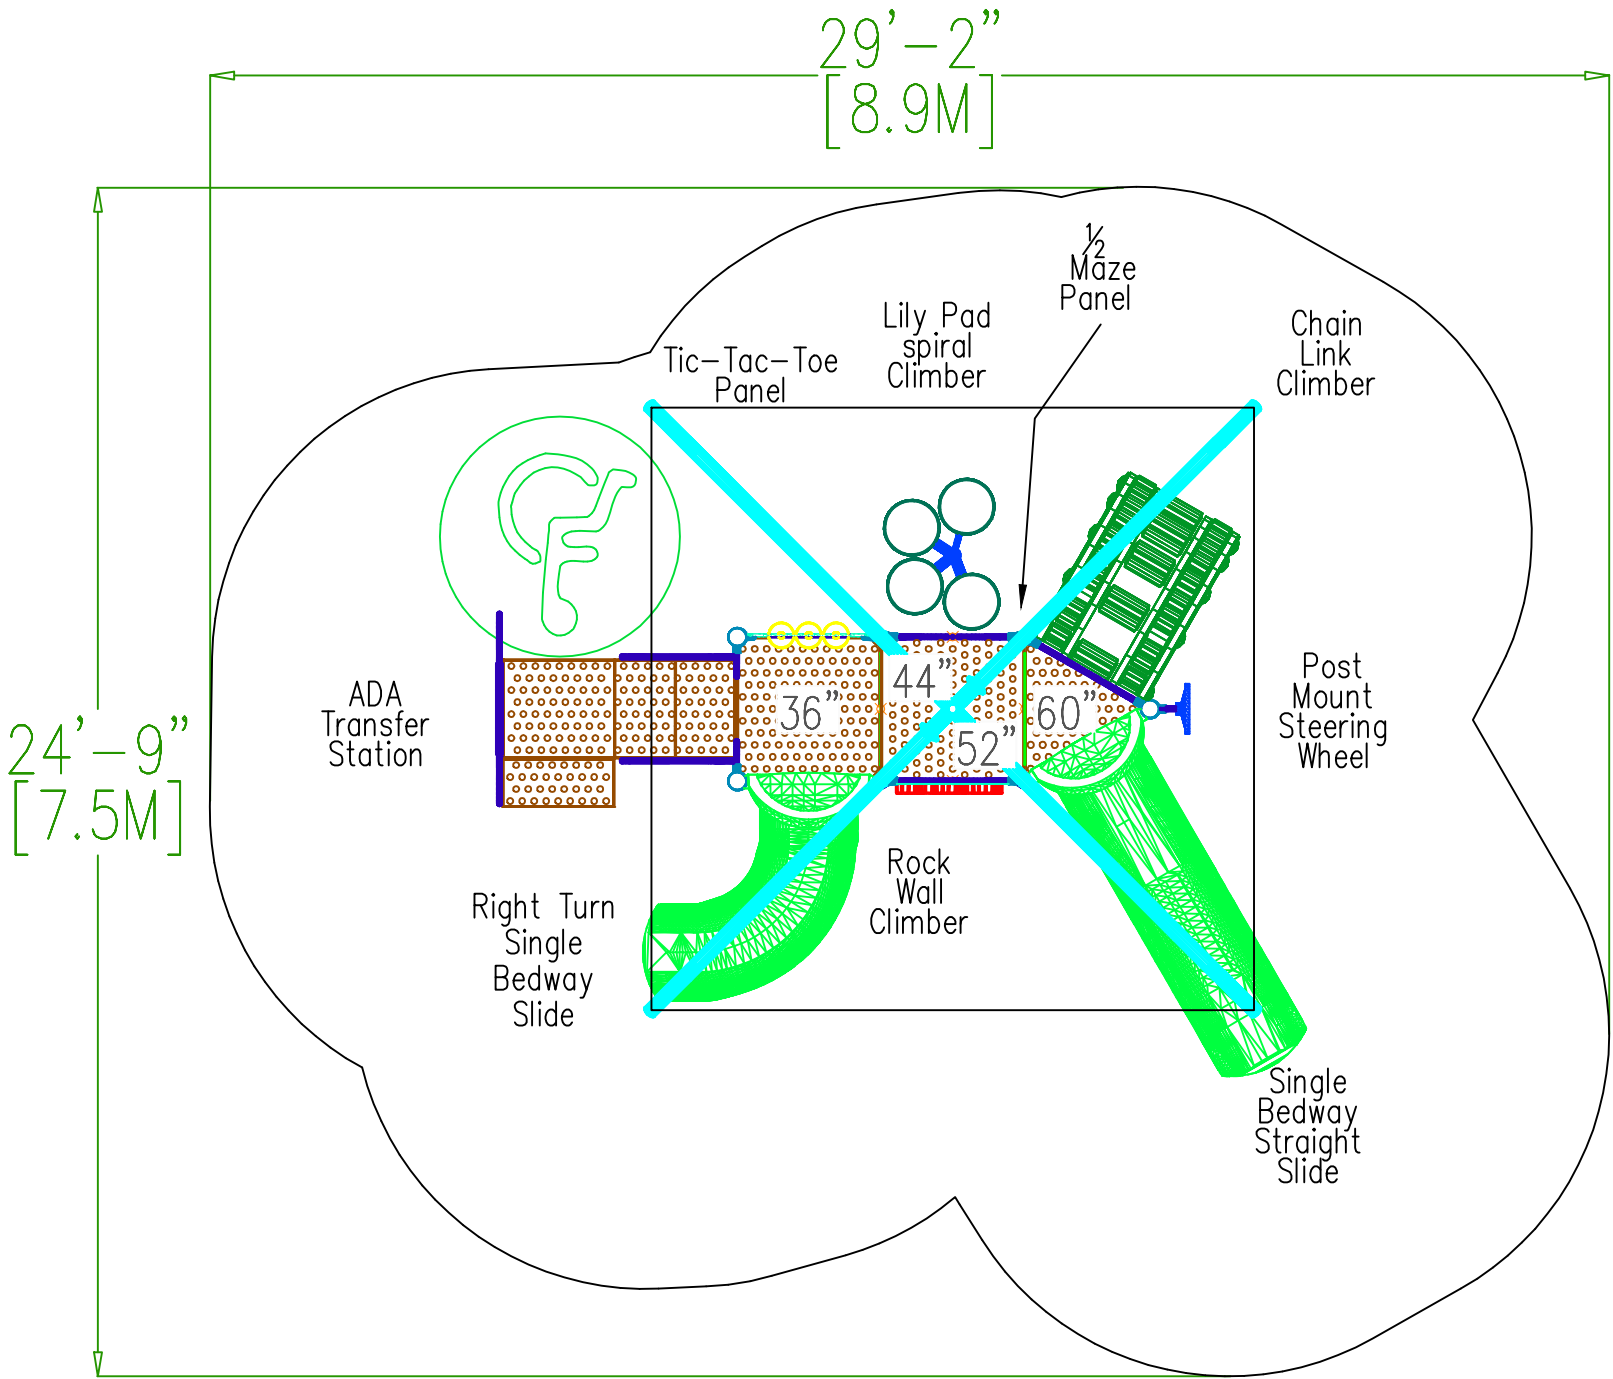 29'-2"
[8.9M]
½
Maze
Panel
Lily Pad
spiral
Climber
Chain
Link
Climber
Tic-Tac-Toe
Panel
24'-9"
[7.5M]
ADA
Transfer
Station
36"
44"
52"
60"
Post
Mount
Steering
Wheel
Right Turn
Single
Bedway
Slide
Rock
Wall
Climber
Single
Bedway
Straight
Slide